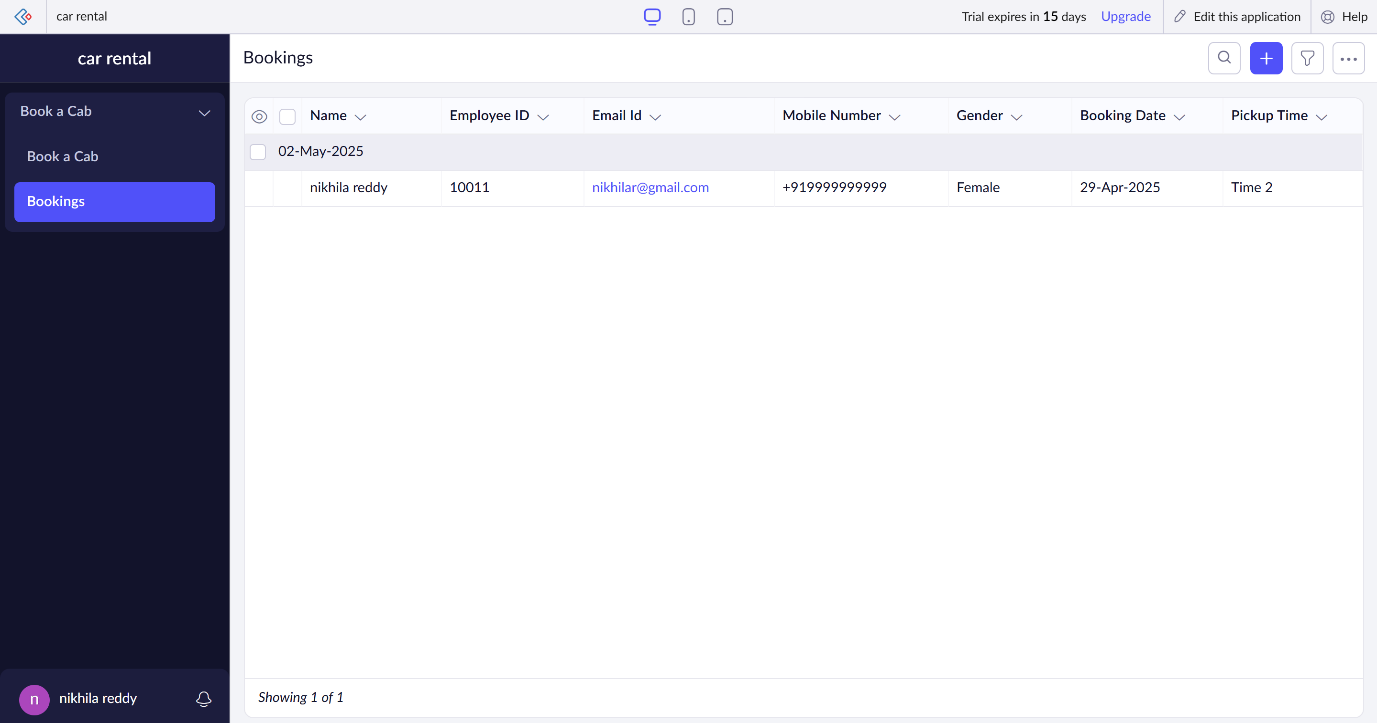 car rental
Trial expires in 15 days Upgrade Edit this application Help
car rental
Book a Cab
Book a Cab
Bookings
n nikhila reddy
Bookings
Name Employee ID Email Id Mobile Number Gender Booking Date Pickup Time
02-May-2025
nikhila reddy 10011 nikhilar@gmail.com +919999999999 Female 29-Apr-2025 Time 2
Showing 1 of 1